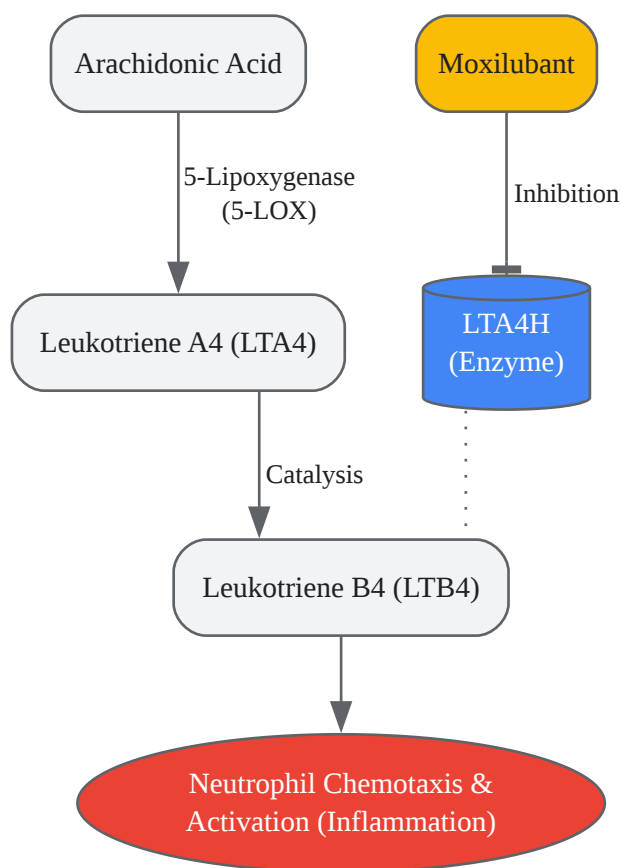 Arachidonic Acid
Moxilubant
5-Lipoxygenase
(5-LOX)
Inhibition
Leukotriene A4 (LTA4)
LTA4H
(Enzyme)
Catalysis
Leukotriene B4 (LTB4)
Neutrophil Chemotaxis &
Activation (Inflammation)